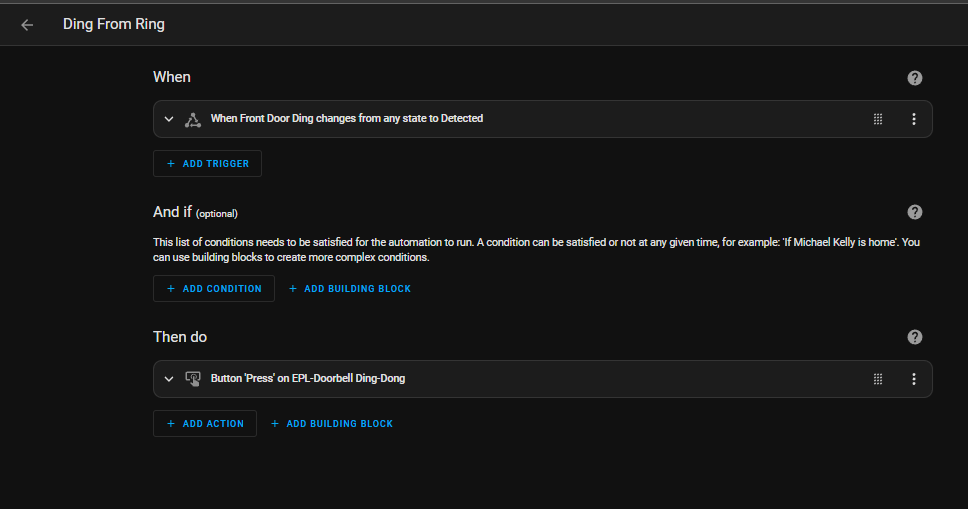 Ding From Ring
When
When Front Door Ding changes from any state to Detected
+ ADD TRIGGER
And if (optional)
This list of conditions needs to be satisfied for the automation to run. A condition can be satisfied or not at any given time, for example: 'If Michael Kelly is home'. You
can use building blocks to create more complex conditions.
+ ADD CONDITION + ADD BUILDING BLOCK
Then do
Button 'Press' on EPL-Doorbell Ding-Dong
+ ADD ACTION + ADD BUILDING BLOCK